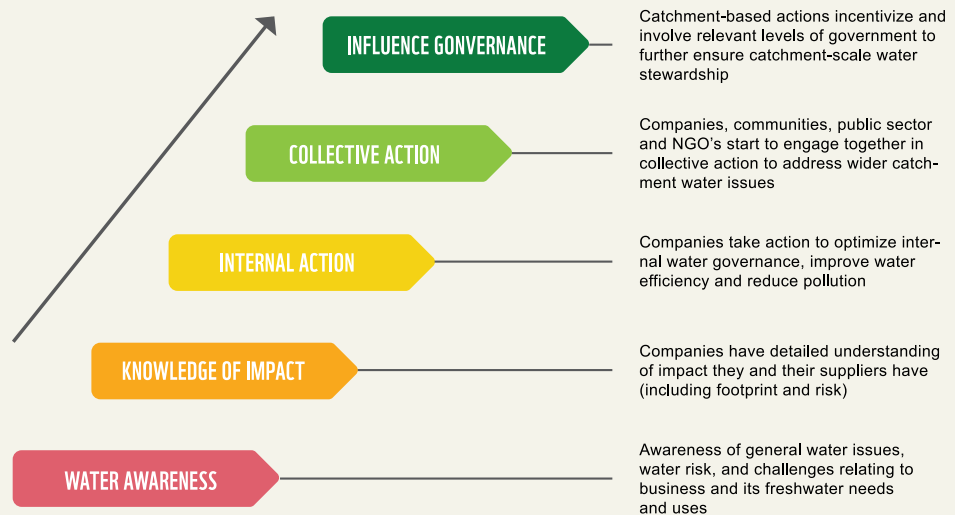 INFLUENCE GONVERNANCE
Catchment-based actions incentivize and
involve relevant levels of government to
further ensure catchment-scale water
stewardship
COLLECTIVE ACTION
Companies, communities, public sector
and NGO's start to engage together in
collective action to address wider catch-
ment water issues
INTERNAL ACTION
Companies take action to optimize inter-
nal water governance, improve water
efficiency and reduce pollution
KNOWLEDGE OF IMPACT
Companies have detailed understanding
of impact they and their suppliers have
(including footprint and risk)
WATER AWARENESS
Awareness of general water issues,
water risk, and challenges relating to
business and its freshwater needs
and uses